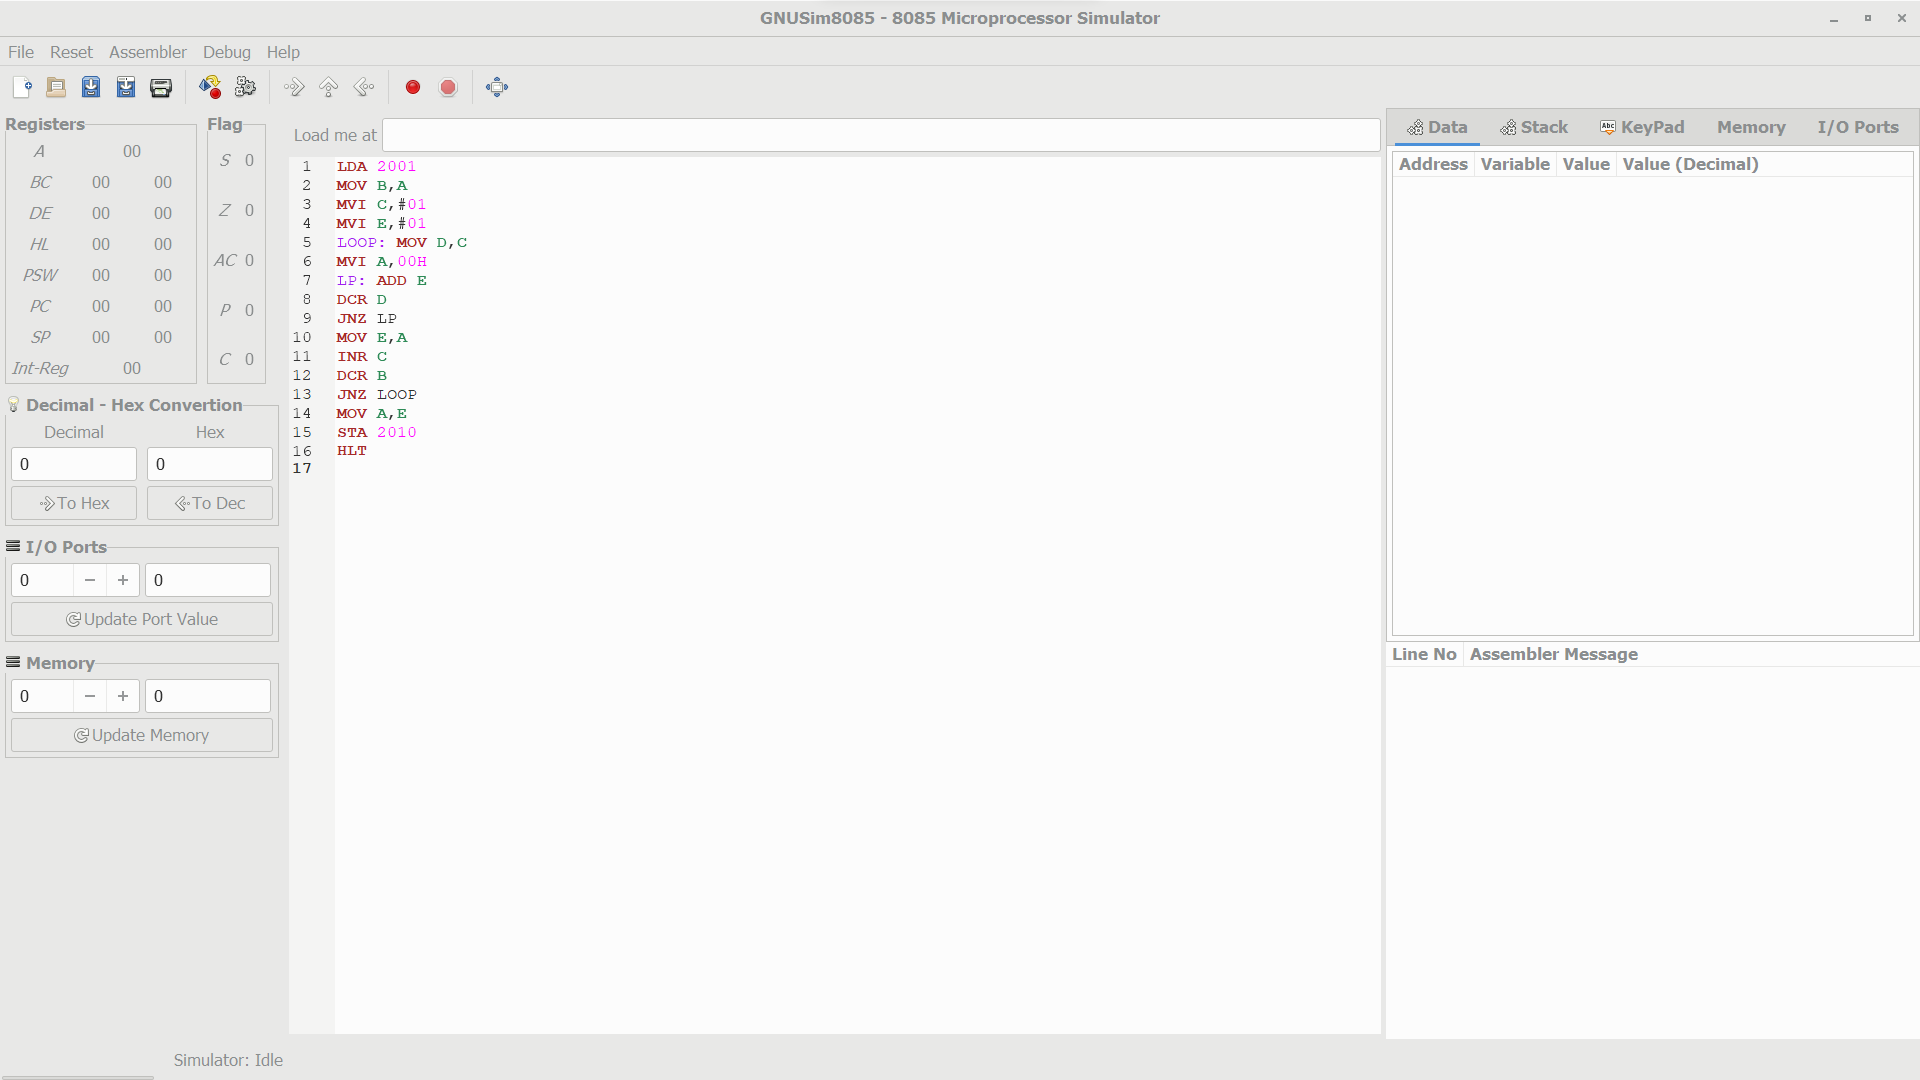 GNUSim8085 - 8085 Microprocessor Simulator
File Reset Assembler Debug Help
Registers
A 00
BC 00 00
DE 00 00
HL 00 00
PSW 00 00
PC 00 00
SP 00 00
Int-Reg 00
Flag
S 0
Z 0
AC 0
P 0
C 0
Decimal - Hex Convertion
Decimal Hex
0 0
To Hex To Dec
I/O Ports
0 − + 0
Update Port Value
Memory
0 − + 0
Update Memory
Load me at
1 LDA 2001
2 MOV B,A
3 MVI C,#01
4 MVI E,#01
5 LOOP: MOV D,C
6 MVI A,00H
7 LP: ADD E
8 DCR D
9 JNZ LP
10 MOV E,A
11 INR C
12 DCR B
13 JNZ LOOP
14 MOV A,E
15 STA 2010
16 HLT
17
Data Stack Abc KeyPad Memory I/O Ports
Address Variable Value Value (Decimal)
Line No Assembler Message
Simulator: Idle